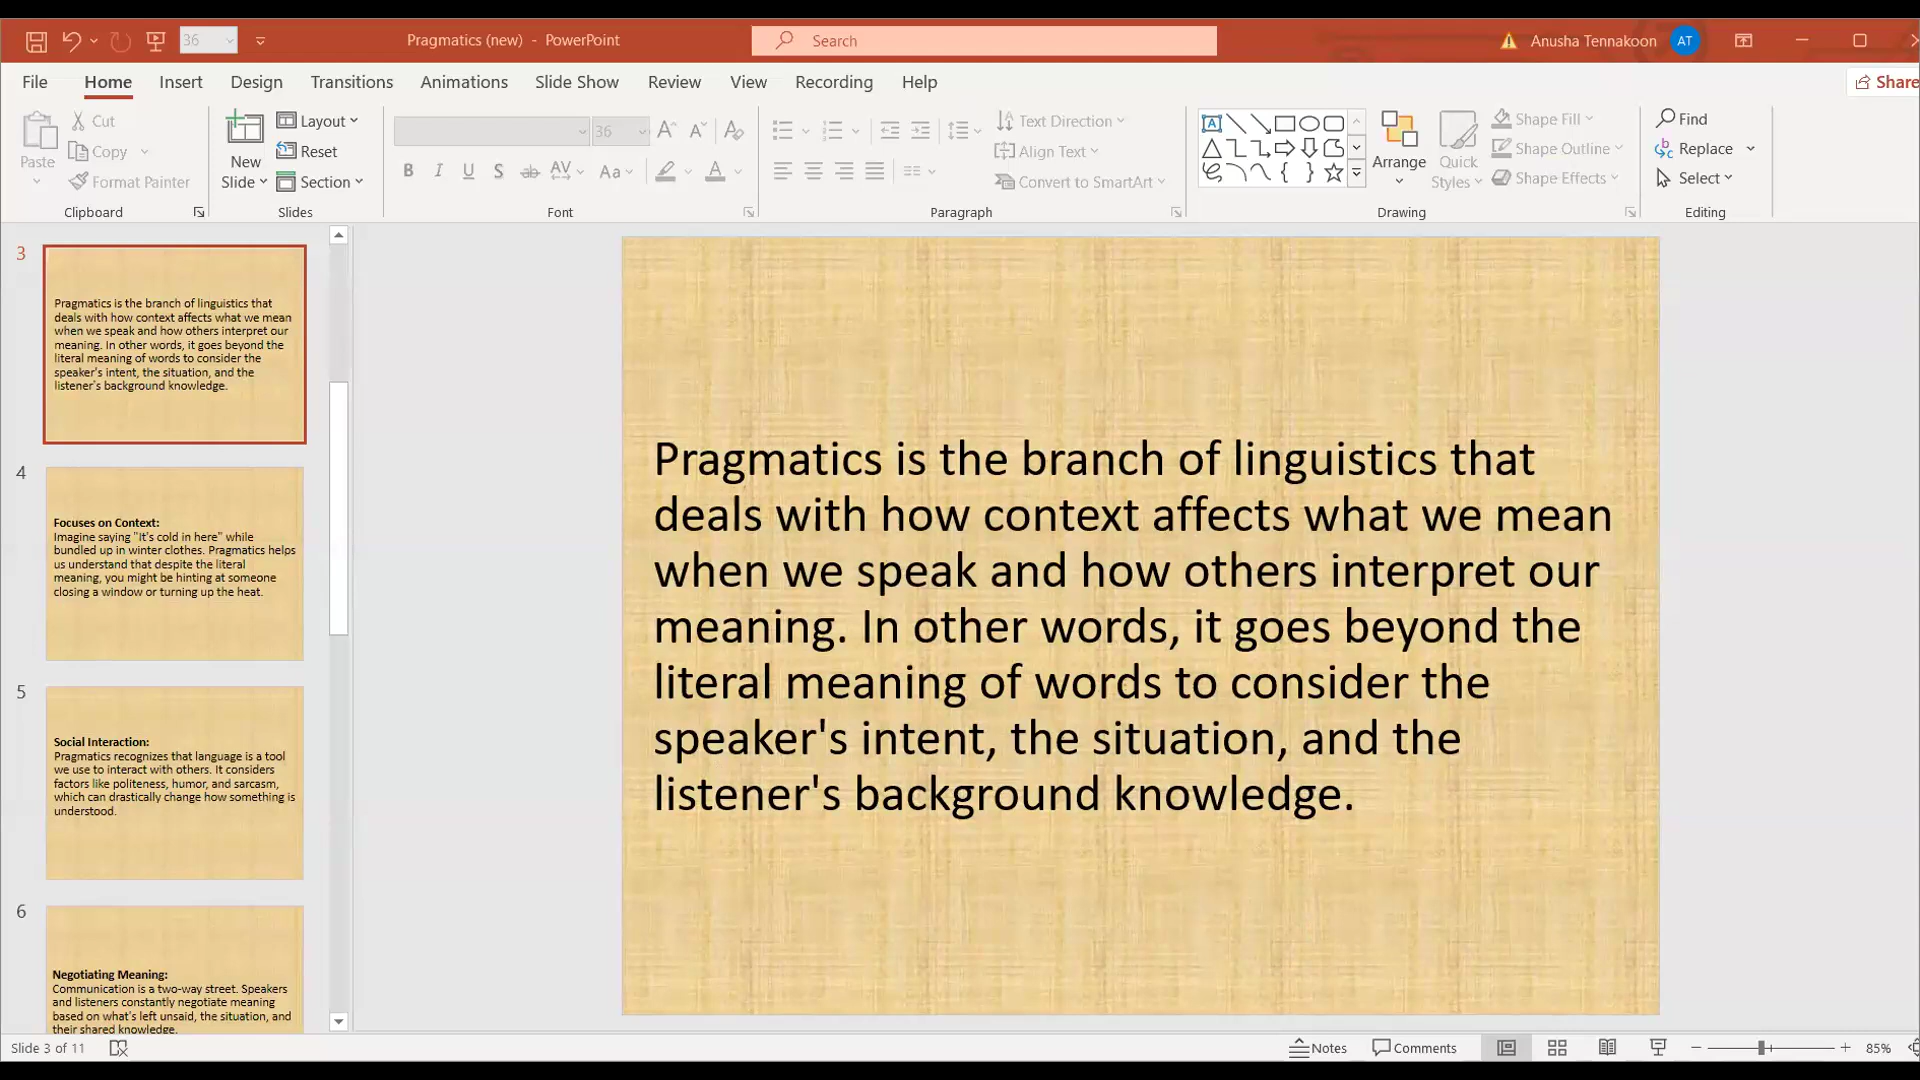 36
Pragmatics (new) - PowerPoint
Search
Anusha Tennakoon
AT
File Home Insert Design Transitions Animations Slide Show Review View Recording Help
Share
Paste
Cut
Copy
Format Painter
Clipboard
New
Slide
Layout
Reset
Section
Slides
36
B I U S ab AV Aa A
Font
Paragraph
Text Direction
Align Text
Convert to SmartArt
Arrange
Quick
Styles
Shape Fill
Shape Outline
Shape Effects
Drawing
Find
Replace
Select
Editing
3
Pragmatics is the branch of linguistics that
deals with how context affects what we mean
when we speak and how others interpret our
meaning. In other words, it goes beyond the
literal meaning of words to consider the
speaker's intent, the situation, and the
listener's background knowledge.
4
Focuses on Context:
Imagine saying "It's cold in here" while
bundled up in winter clothes. Pragmatics helps
us understand that despite the literal
meaning, you might be hinting at someone
closing a window or turning up the heat.
5
Social Interaction:
Pragmatics recognizes that language is a tool
we use to interact with others. It considers
factors like politeness, humor, and sarcasm,
which can drastically change how something is
understood.
6
Negotiating Meaning:
Communication is a two-way street. Speakers
and listeners constantly negotiate meaning
based on what's left unsaid, the situation, and
their shared knowledge.
Pragmatics is the branch of linguistics that
deals with how context affects what we mean
when we speak and how others interpret our
meaning. In other words, it goes beyond the
literal meaning of words to consider the
speaker's intent, the situation, and the
listener's background knowledge.
Slide 3 of 11
Notes
Comments
85%